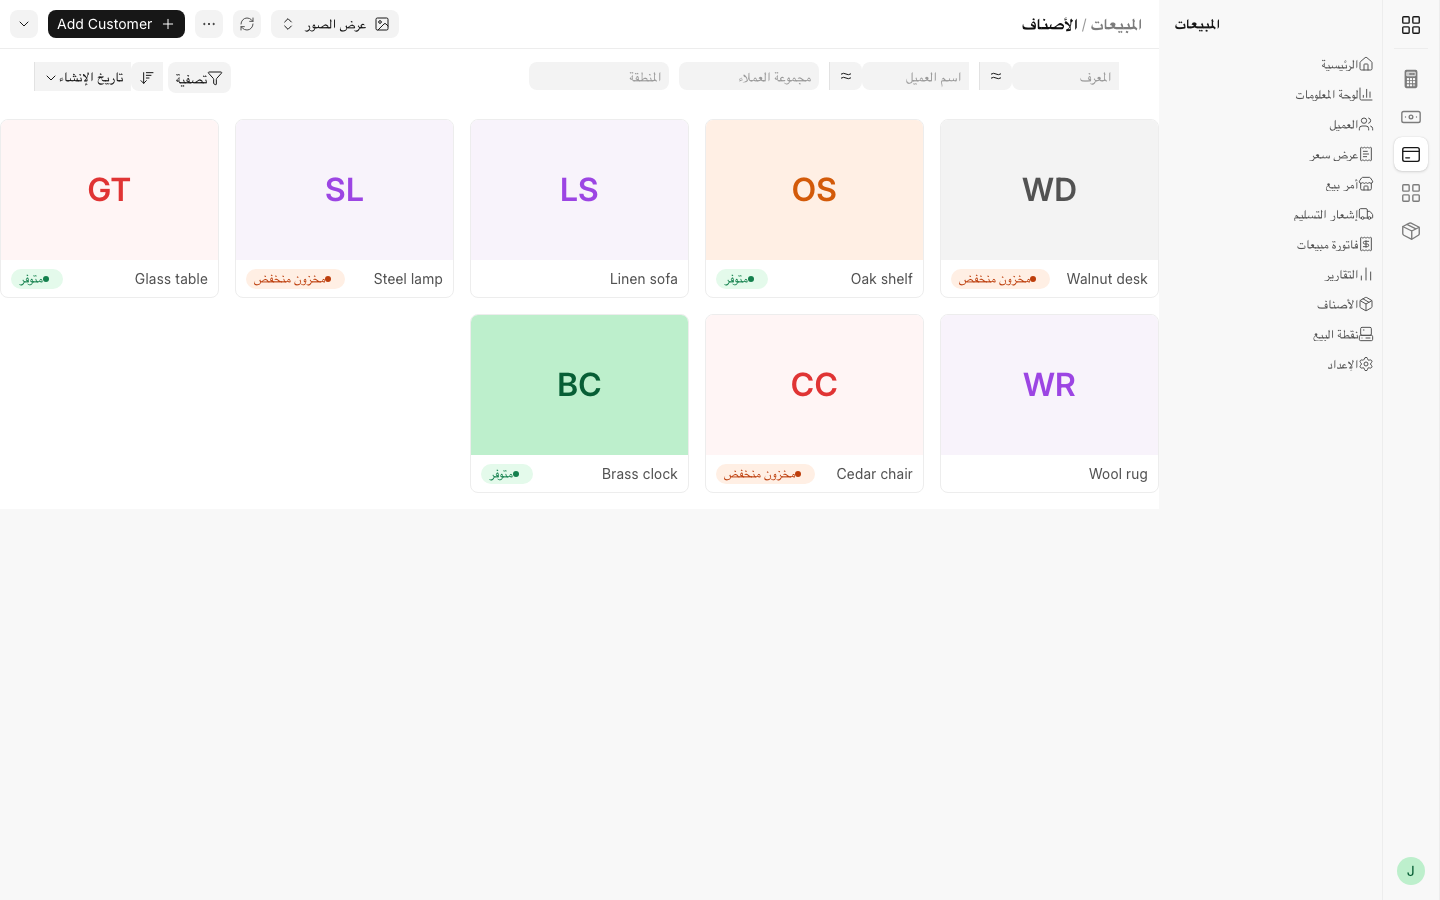 المبيعات
الرئيسية
لوحة المعلومات
العميل
عرض سعر
أمر بيع
إشعار التسليم
فاتورة مبيعات
التقارير
الأصناف
نقطة البيع
الإعداد
J
المبيعات / الأصناف
عرض الصور
Add Customer
المعرف
≈
اسم العميل
≈
مجموعة العملاء
المنطقة
تصفية
تاريخ الإنشاء
WD
Walnut desk
مخزون منخفض
OS
Oak shelf
متوفر
LS
Linen sofa
SL
Steel lamp
مخزون منخفض
GT
Glass table
متوفر
WR
Wool rug
CC
Cedar chair
مخزون منخفض
BC
Brass clock
متوفر